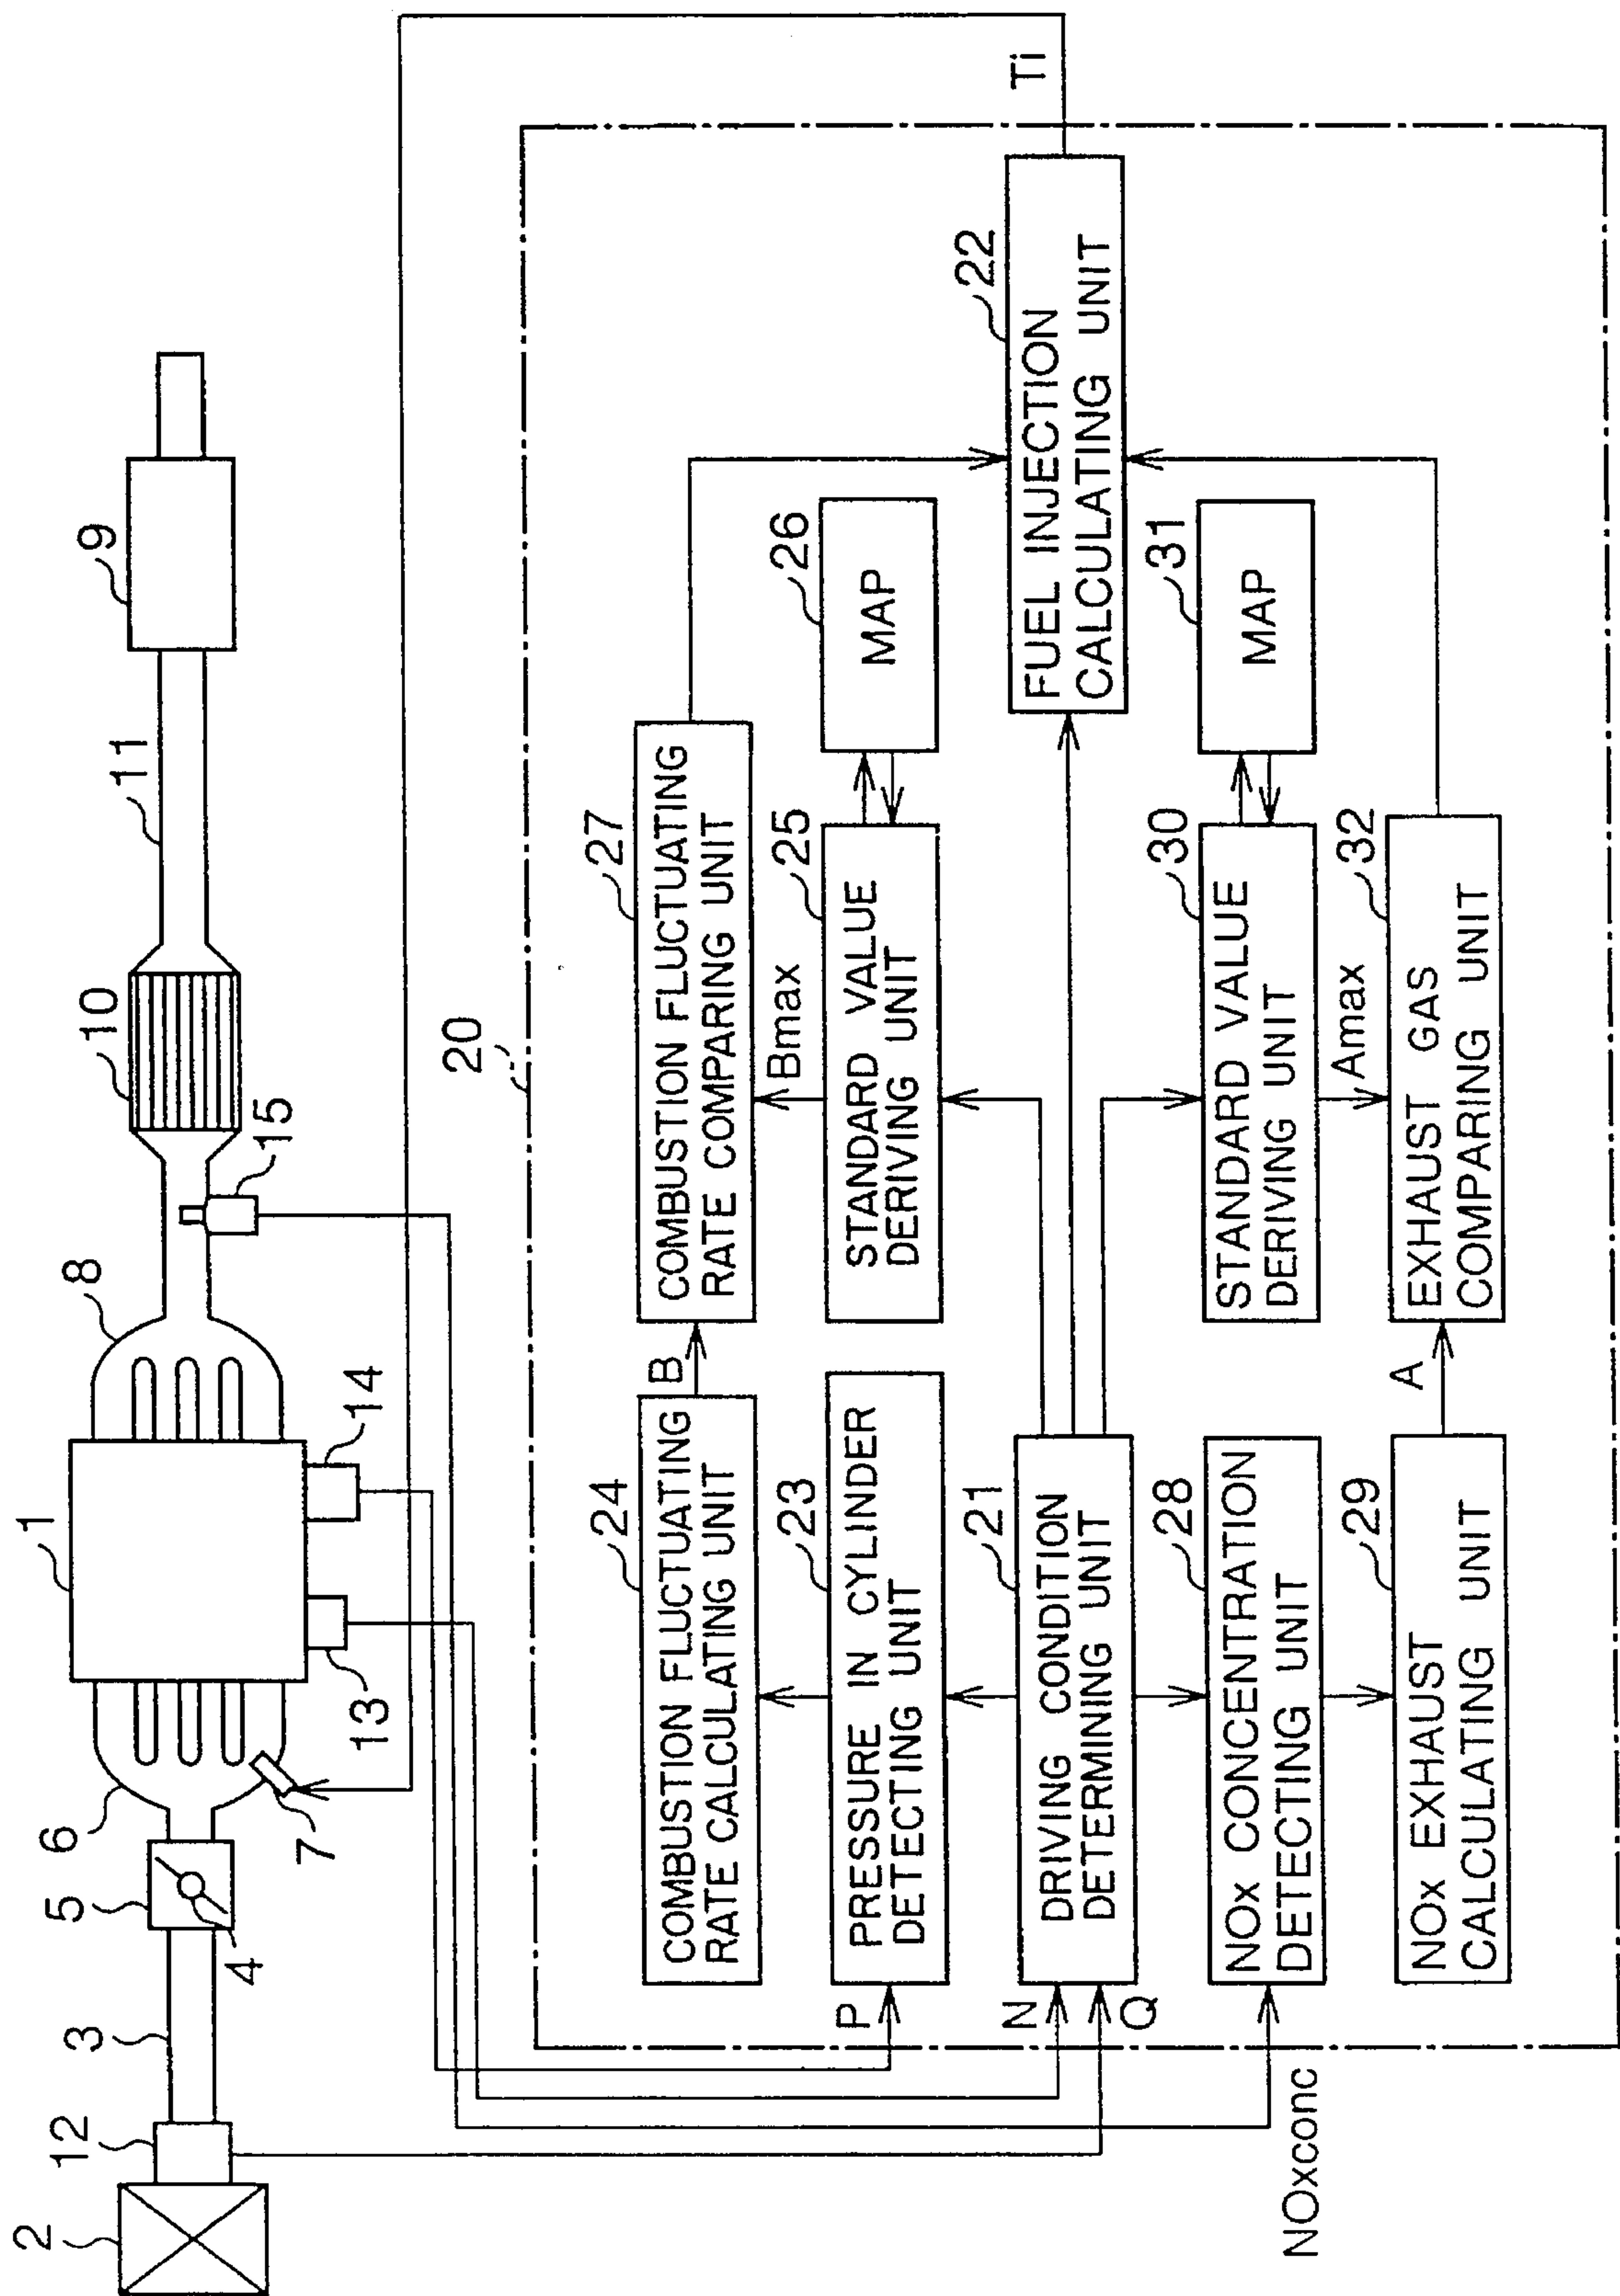 1
2
3
4
5
6
7
8
9
10
11
12
13
14
15
20
Ti
COMBUSTION FLUCTUATING
RATE CALCULATING UNIT
24
B
COMBUSTION FLUCTUATING
RATE COMPARING UNIT
27
Bmax
P
PRESSURE IN CYLINDER
DETECTING UNIT
23
STANDARD VALUE
DERIVING UNIT
25
MAP
26
N
Q
DRIVING CONDITION
DETERMINING UNIT
21
FUEL INJECTION
CALCULATING UNIT
22
NOxconc
NOx CONCENTRATION
DETECTING UNIT
28
STANDARD VALUE
DERIVING UNIT
30
MAP
31
Amax
NOx EXHAUST
CALCULATING UNIT
29
A
EXHAUST GAS
COMPARING UNIT
32